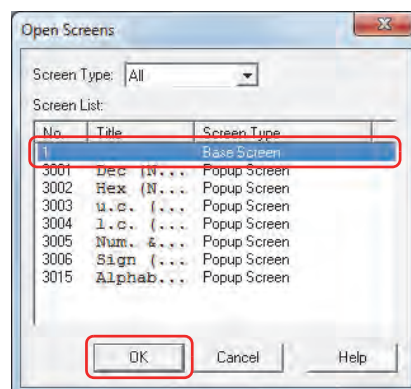 Open Screens
Screen Type: All
Screen List:
No. Title Screen Type
1 Base Screen
3001 Dec (N... Popup Screen
3002 Hex (N... Popup Screen
3003 u.c. (... Popup Screen
3004 l.c. (... Popup Screen
3005 Num. &... Popup Screen
3006 Sign (... Popup Screen
3015 Alphab... Popup Screen
OK Cancel Help